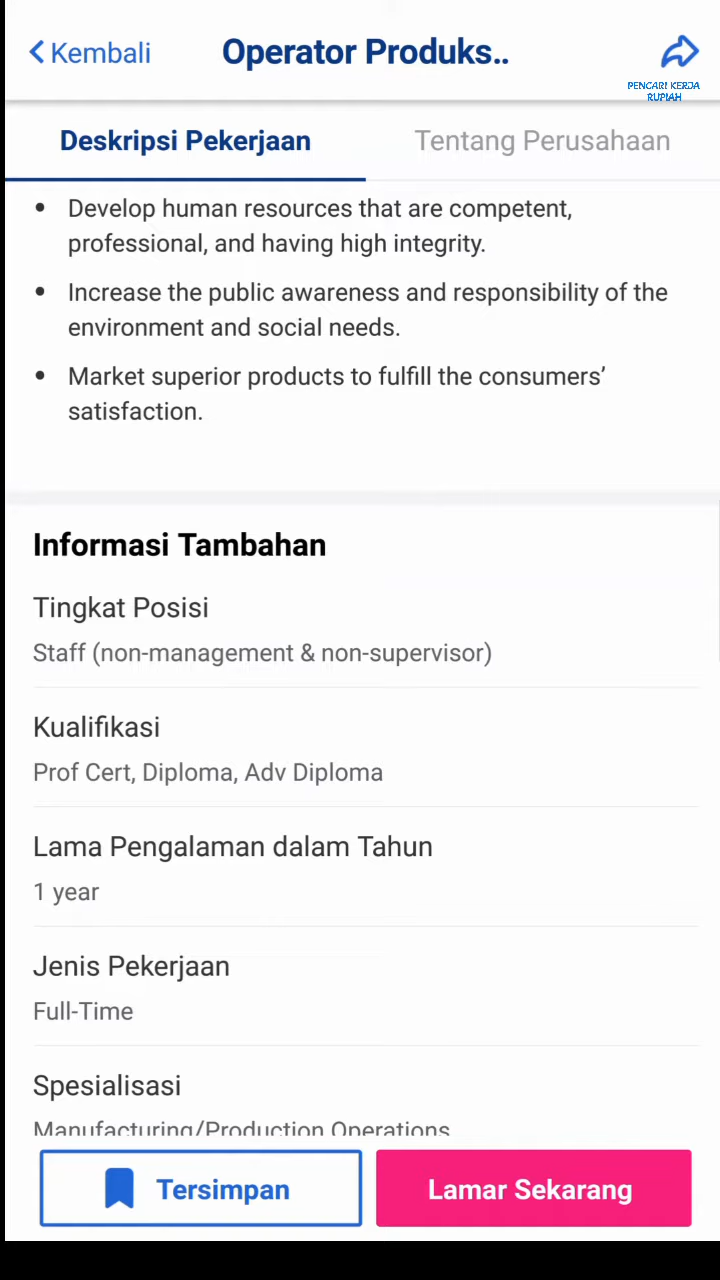 Kembali
Operator Produks..
PENCARI KERJA
RUPIAH
Deskripsi Pekerjaan
Tentang Perusahaan
• Develop human resources that are competent,
professional, and having high integrity.
• Increase the public awareness and responsibility of the
environment and social needs.
• Market superior products to fulfill the consumers’
satisfaction.
Informasi Tambahan
Tingkat Posisi
Staff (non-management & non-supervisor)
Kualifikasi
Prof Cert, Diploma, Adv Diploma
Lama Pengalaman dalam Tahun
1 year
Jenis Pekerjaan
Full-Time
Spesialisasi
Manufacturing/Production Operations
Tersimpan
Lamar Sekarang